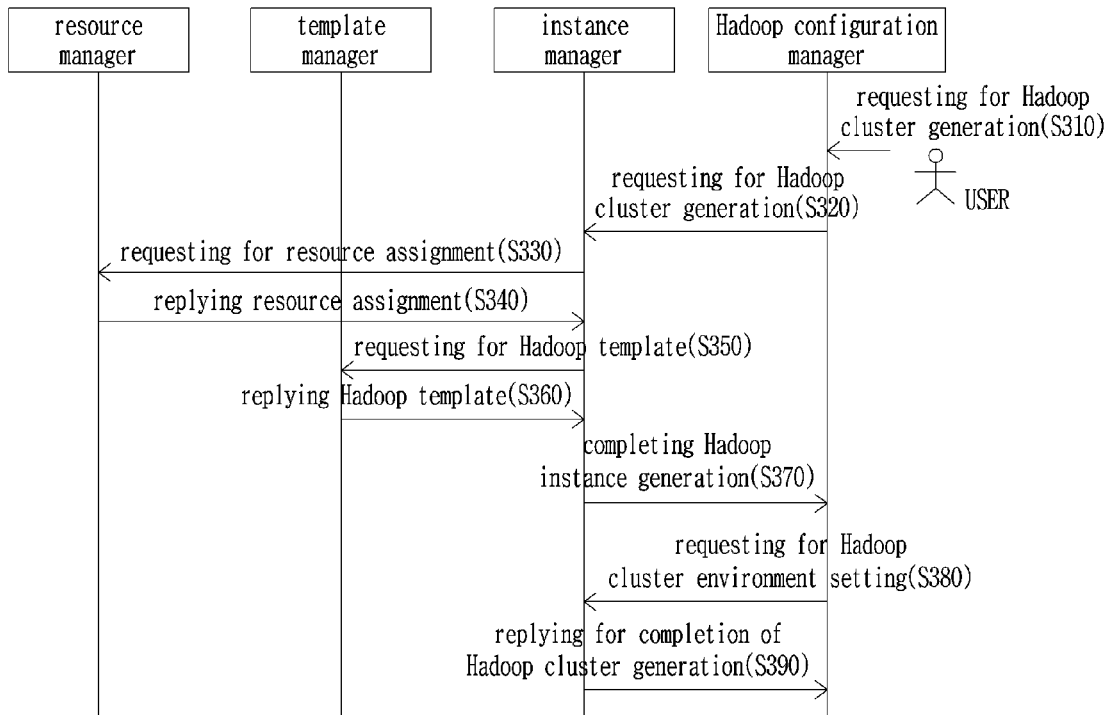 resource
manager
template
manager
instance
manager
Hadoop configuration
manager
requesting for Hadoop
cluster generation(S310)
USER
requesting for Hadoop
cluster generation(S320)
requesting for resource assignment(S330)
replying resource assignment(S340)
requesting for Hadoop template(S350)
replying Hadoop template(S360)
completing Hadoop
instance generation(S370)
requesting for Hadoop
cluster environment setting(S380)
replying for completion of
Hadoop cluster generation(S390)